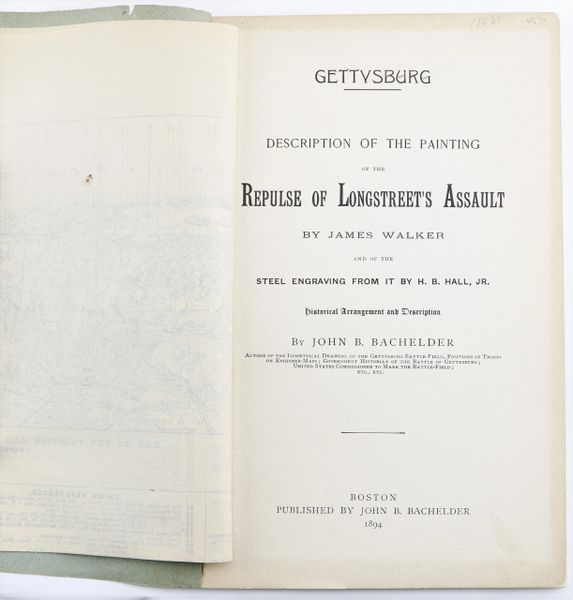 GETTYSBURG
DESCRIPTION OF THE PAINTING
OF THE
REPULSE OF LONGSTREET'S ASSAULT
BY JAMES WALKER
AND OF THE
STEEL ENGRAVING FROM IT BY H. B. HALL, JR.
Historical Arrangement and Description
BY JOHN B. BACHELDER
AUTHOR OF THE ISOMETRICAL DRAWING OF THE GETTYSBURG BATTLE-FIELD, POSITIONS OF TROOPS
ON ENGINEER-MAPS; GOVERNMENT HISTORIAN OF THE BATTLE OF GETTYSBURG;
UNITED STATES COMMISSIONER TO MARK THE BATTLE-FIELD;
ETC., ETC.
BOSTON
PUBLISHED BY JOHN B. BACHELDER
1894